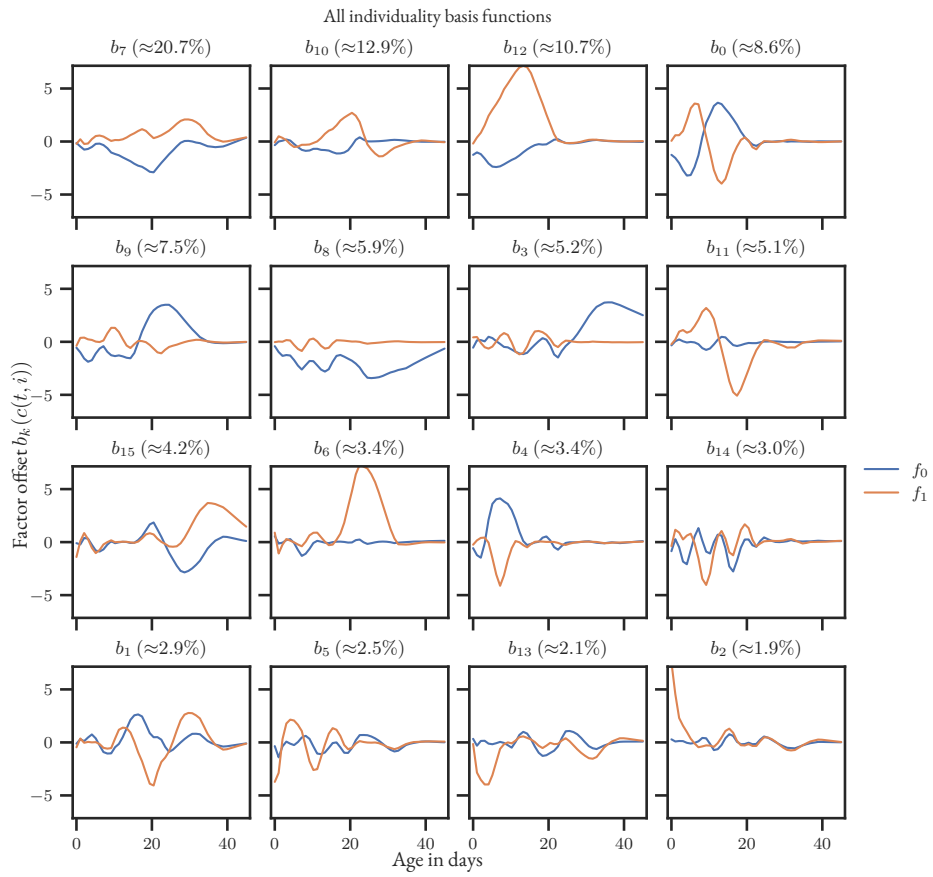 All individuality basis functions
b₇ (≈20.7%) b₁₀ (≈12.9%) b₁₂ (≈10.7%) b₀ (≈8.6%)
5
0
−5
b₉ (≈7.5%) b₈ (≈5.9%) b₃ (≈5.2%) b₁₁ (≈5.1%)
5
0
−5
Factor offset bₖ(c(t, i))
b₁₅ (≈4.2%) b₆ (≈3.4%) b₄ (≈3.4%) b₁₄ (≈3.0%)
5
0
−5
f₀
f₁
b₁ (≈2.9%) b₅ (≈2.5%) b₁₃ (≈2.1%) b₂ (≈1.9%)
5
0
−5
0 20 40 0 20 40 0 20 40 0 20 40
Age in days